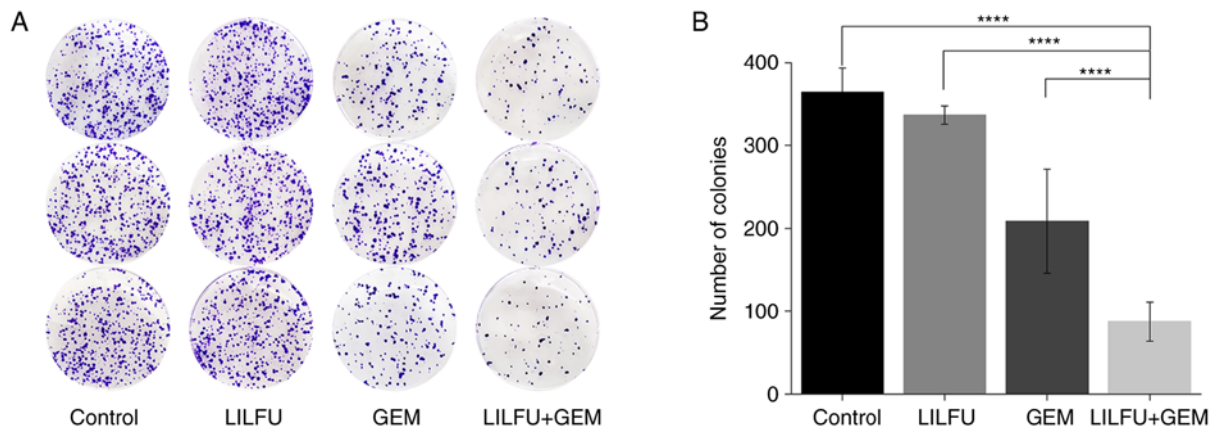 A
Control LILFU GEM LILFU+GEM
B
****
****
****
Number of colonies
400
300
200
100
0
Control LILFU GEM LILFU+GEM